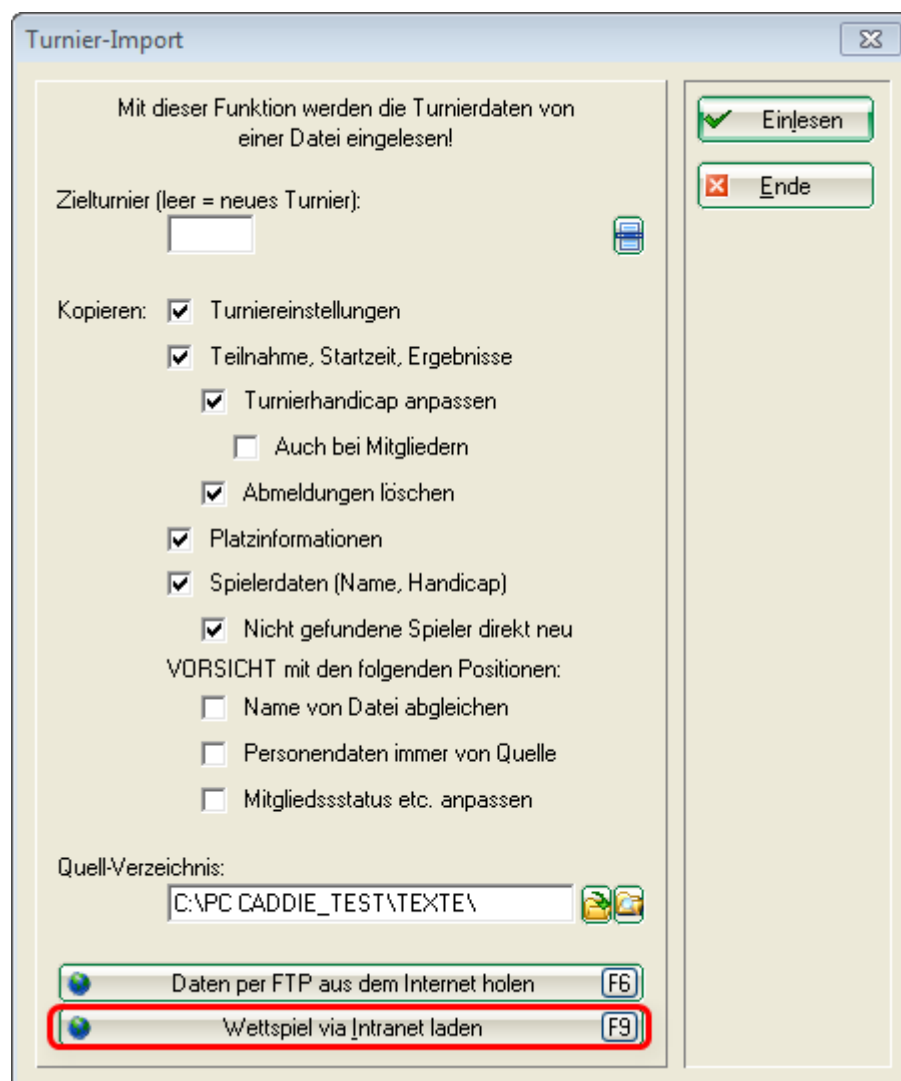 Turnier-Import
Mit dieser Funktion werden die Turnierdaten von
einer Datei eingelesen!
Einlesen
Ende
Zielturnier (leer = neues Turnier):
Kopieren: Turniereinstellungen
Teilnahme, Startzeit, Ergebnisse
Turnierhandicap anpassen
Auch bei Mitgliedern
Abmeldungen löschen
Platzinformationen
Spielerdaten (Name, Handicap)
Nicht gefundene Spieler direkt neu
VORSICHT mit den folgenden Positionen:
Name von Datei abgleichen
Personendaten immer von Quelle
Mitgliedssstatus etc. anpassen
Quell-Verzeichnis:
C:\PC CADDIE_TEST\TEXTE\
Daten per FTP aus dem Internet holen F6
Wettspiel via Intranet laden F9